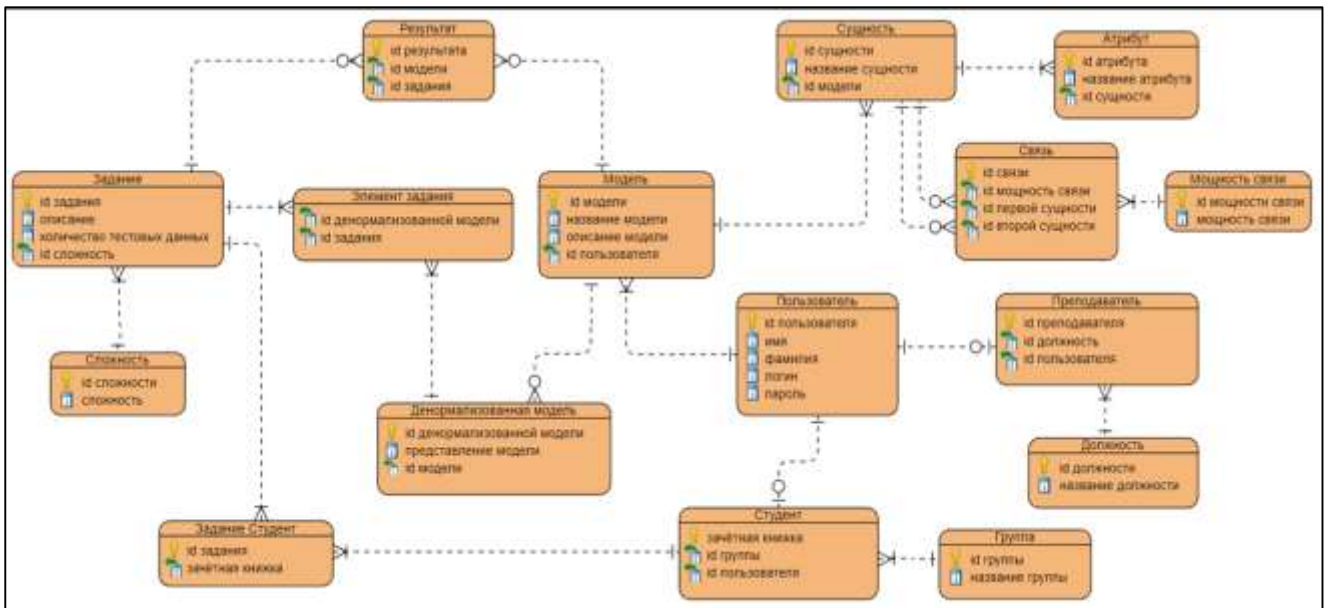 Результат
id результата
id модели
id задания
Сущность
id сущности
название сущности
id модели
Атрибут
id атрибута
название атрибута
id сущности
Связь
id связи
id мощность связи
id первой сущности
id второй сущности
Мощность связи
id мощности связи
мощность связи
Задание
id задания
описание
количество тестовых данных
id сложность
Элемент задания
id денормализованной модели
id задания
Модель
id модели
название модели
описание модели
id пользователя
Пользователь
id пользователя
имя
фамилия
логин
пароль
Преподаватель
id преподавателя
id должность
id пользователя
Сложность
id сложности
сложность
Денормализованная модель
id денормализованной модели
представление модели
id модели
Должность
id должности
название должности
Задание Студент
id задания
зачётная книжка
Студент
зачётная книжка
id группы
id пользователя
Группа
id группы
название группы